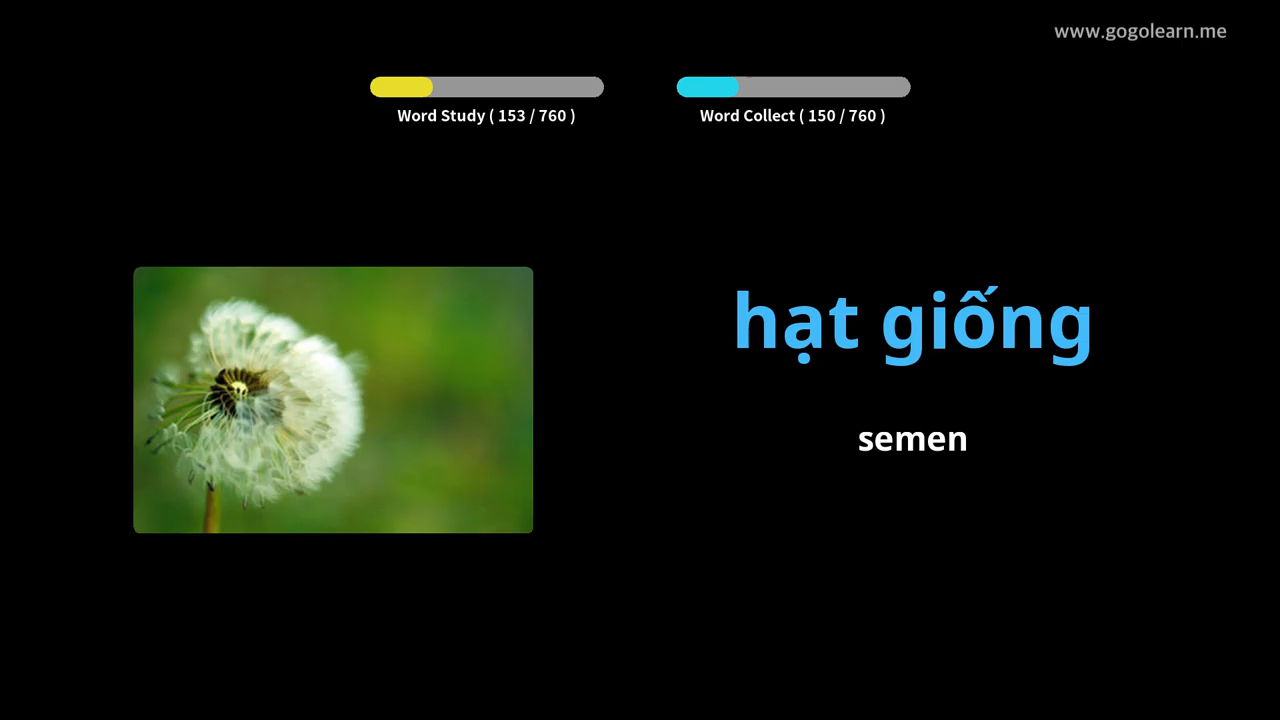 www.gogolearn.me
Word Study ( 153 / 760 )
Word Collect ( 150 / 760 )
hạt giống
semen